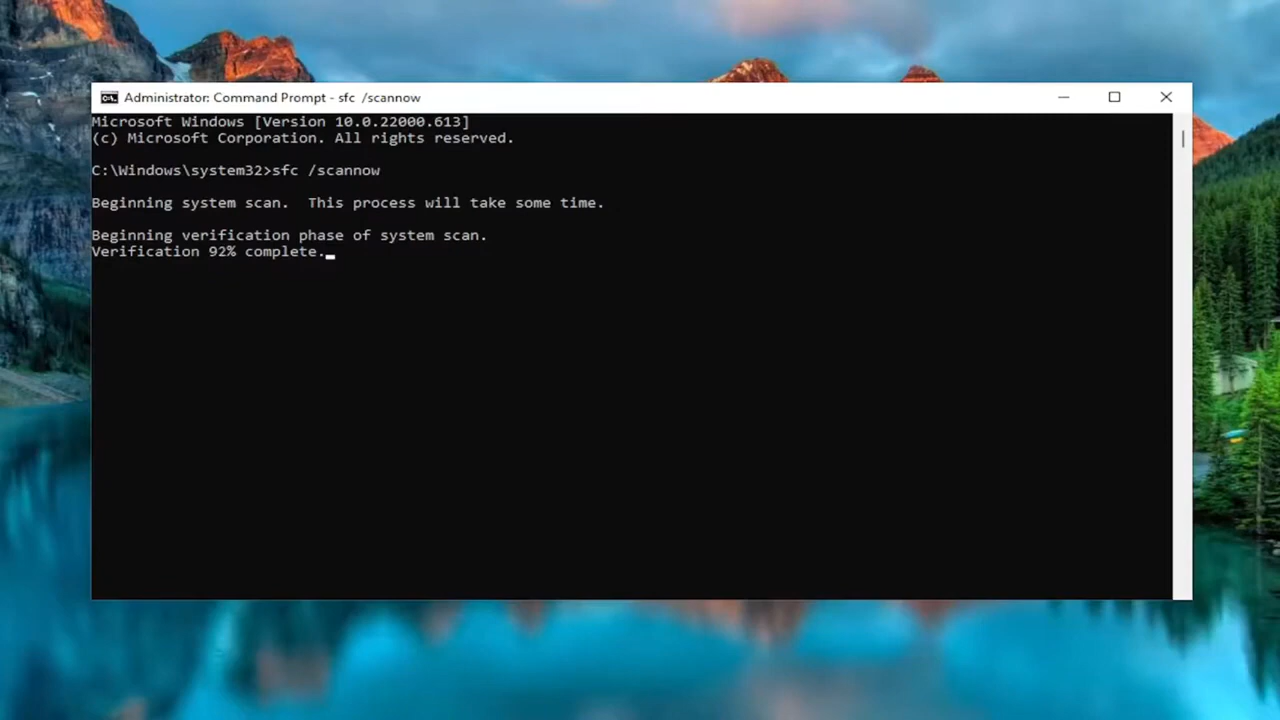 Administrator: Command Prompt - sfc  /scannow
Microsoft Windows [Version 10.0.22000.613]
(c) Microsoft Corporation. All rights reserved.
C:\Windows\system32>sfc /scannow
Beginning system scan.  This process will take some time.
Beginning verification phase of system scan.
Verification 92% complete.